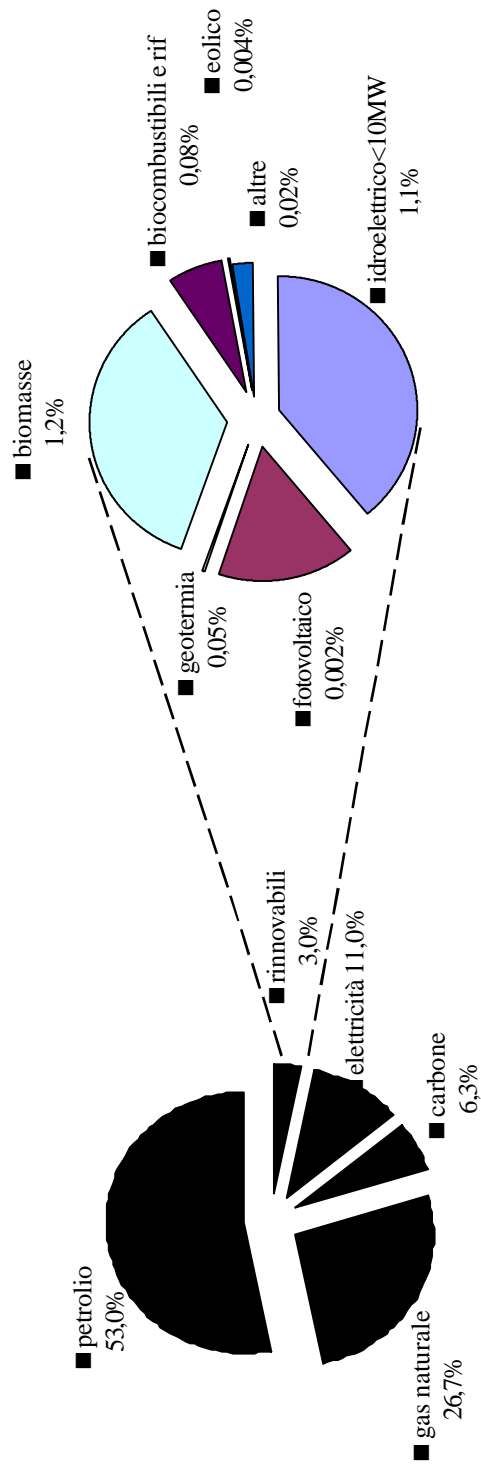 petrolio
53,0%
gas naturale
26,7%
carbone
6,3%
elettricità 11,0%
rinnovabili
3,0%
geotermia
0,05%
fotovoltaico
0,002%
biomasse
1,2%
biocombustibili e rif
0,08%
eolico
0,004%
altre
0,02%
idroelettrico<10MW
1,1%